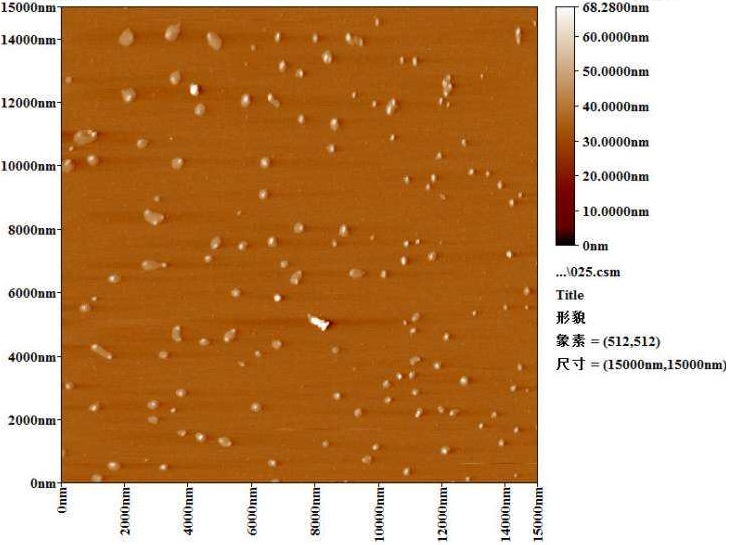 15000nm
14000nm
12000nm
10000nm
8000nm
6000nm
4000nm
2000nm
0nm
0nm
2000nm
4000nm
6000nm
8000nm
10000nm
12000nm
14000nm
15000nm
68.2800nm
60.0000nm
50.0000nm
40.0000nm
30.0000nm
20.0000nm
10.0000nm
0nm
...\025.csm
Title
形貌
象素 = (512,512)
尺寸 = (15000nm,15000nm)